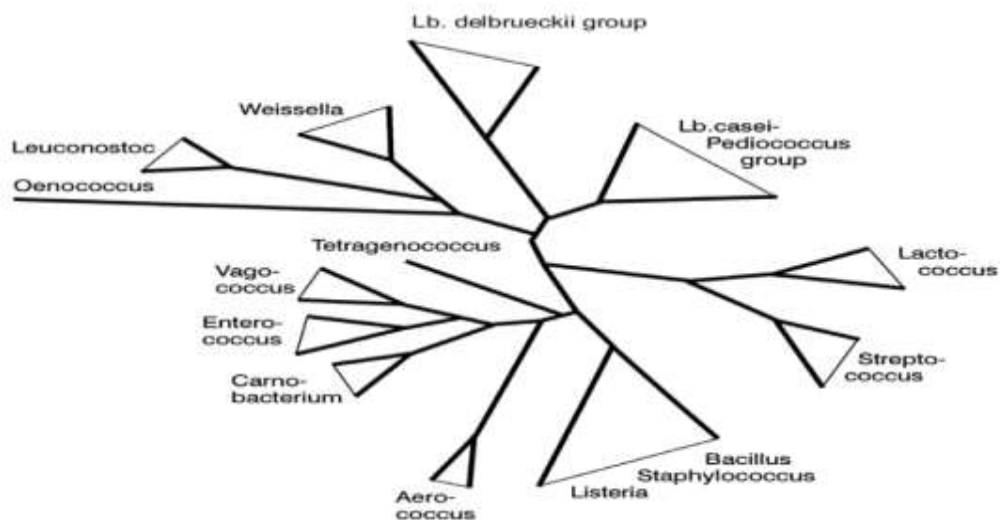 Lb. delbrueckii group
Weissella
Lb.casei-
Pediococcus
group
Leuconostoc
Oenococcus
Tetragenococcus
Lacto-
coccus
Vago-
coccus
Entero-
coccus
Strepto-
coccus
Carno-
bacterium
Bacillus
Staphylococcus
Listeria
Aero-
coccus